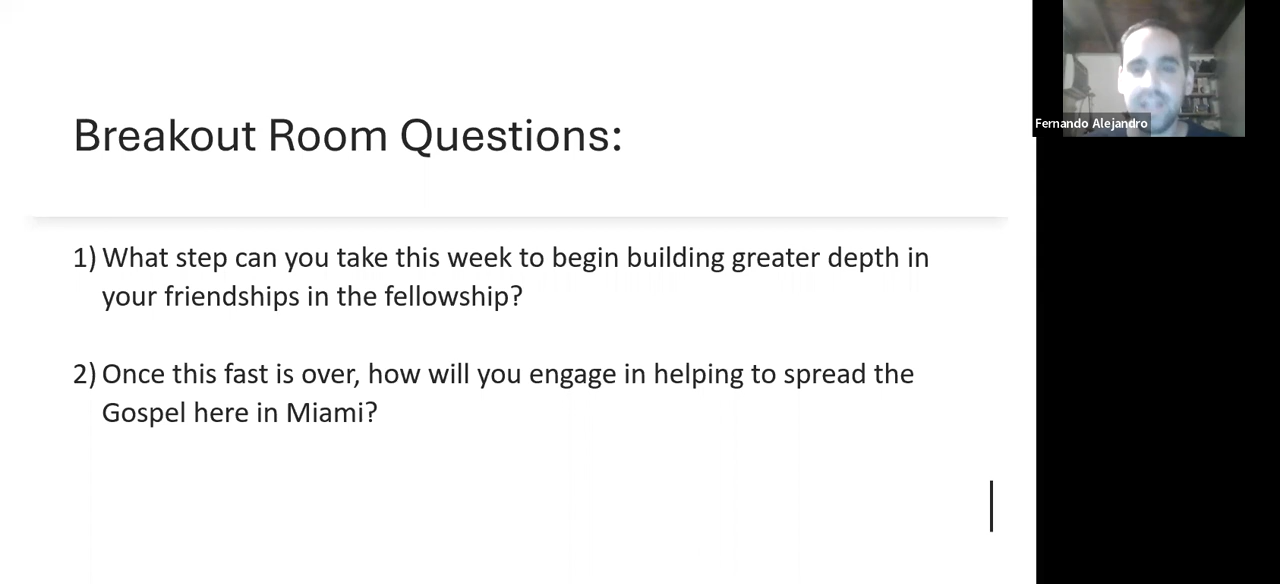 Breakout Room Questions:
1) What step can you take this week to begin building greater depth in
your friendships in the fellowship?
2) Once this fast is over, how will you engage in helping to spread the
Gospel here in Miami?
Fernando Alejandro